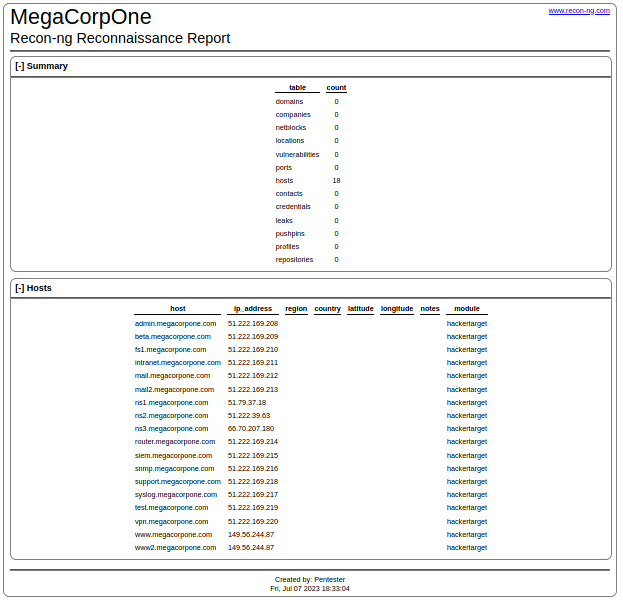 MegaCorpOne
www.recon-ng.com
Recon-ng Reconnaissance Report
[-] Summary
table count
domains 0
companies 0
netblocks 0
locations 0
vulnerabilities 0
ports 0
hosts 18
contacts 0
credentials 0
leaks 0
pushpins 0
profiles 0
repositories 0
[-] Hosts
host ip_address region country latitude longitude notes module
admin.megacorpone.com 51.222.169.208 hackertarget
beta.megacorpone.com 51.222.169.209 hackertarget
fs1.megacorpone.com 51.222.169.210 hackertarget
intranet.megacorpone.com 51.222.169.211 hackertarget
mail.megacorpone.com 51.222.169.212 hackertarget
mail2.megacorpone.com 51.222.169.213 hackertarget
ns1.megacorpone.com 51.79.37.18 hackertarget
ns2.megacorpone.com 51.222.39.63 hackertarget
ns3.megacorpone.com 66.70.207.180 hackertarget
router.megacorpone.com 51.222.169.214 hackertarget
siem.megacorpone.com 51.222.169.215 hackertarget
snmp.megacorpone.com 51.222.169.216 hackertarget
support.megacorpone.com 51.222.169.218 hackertarget
syslog.megacorpone.com 51.222.169.217 hackertarget
test.megacorpone.com 51.222.169.219 hackertarget
vpn.megacorpone.com 51.222.169.220 hackertarget
www.megacorpone.com 149.56.244.87 hackertarget
www2.megacorpone.com 149.56.244.87 hackertarget
Created by: Pentester
Fri, Jul 07 2023 18:33:04